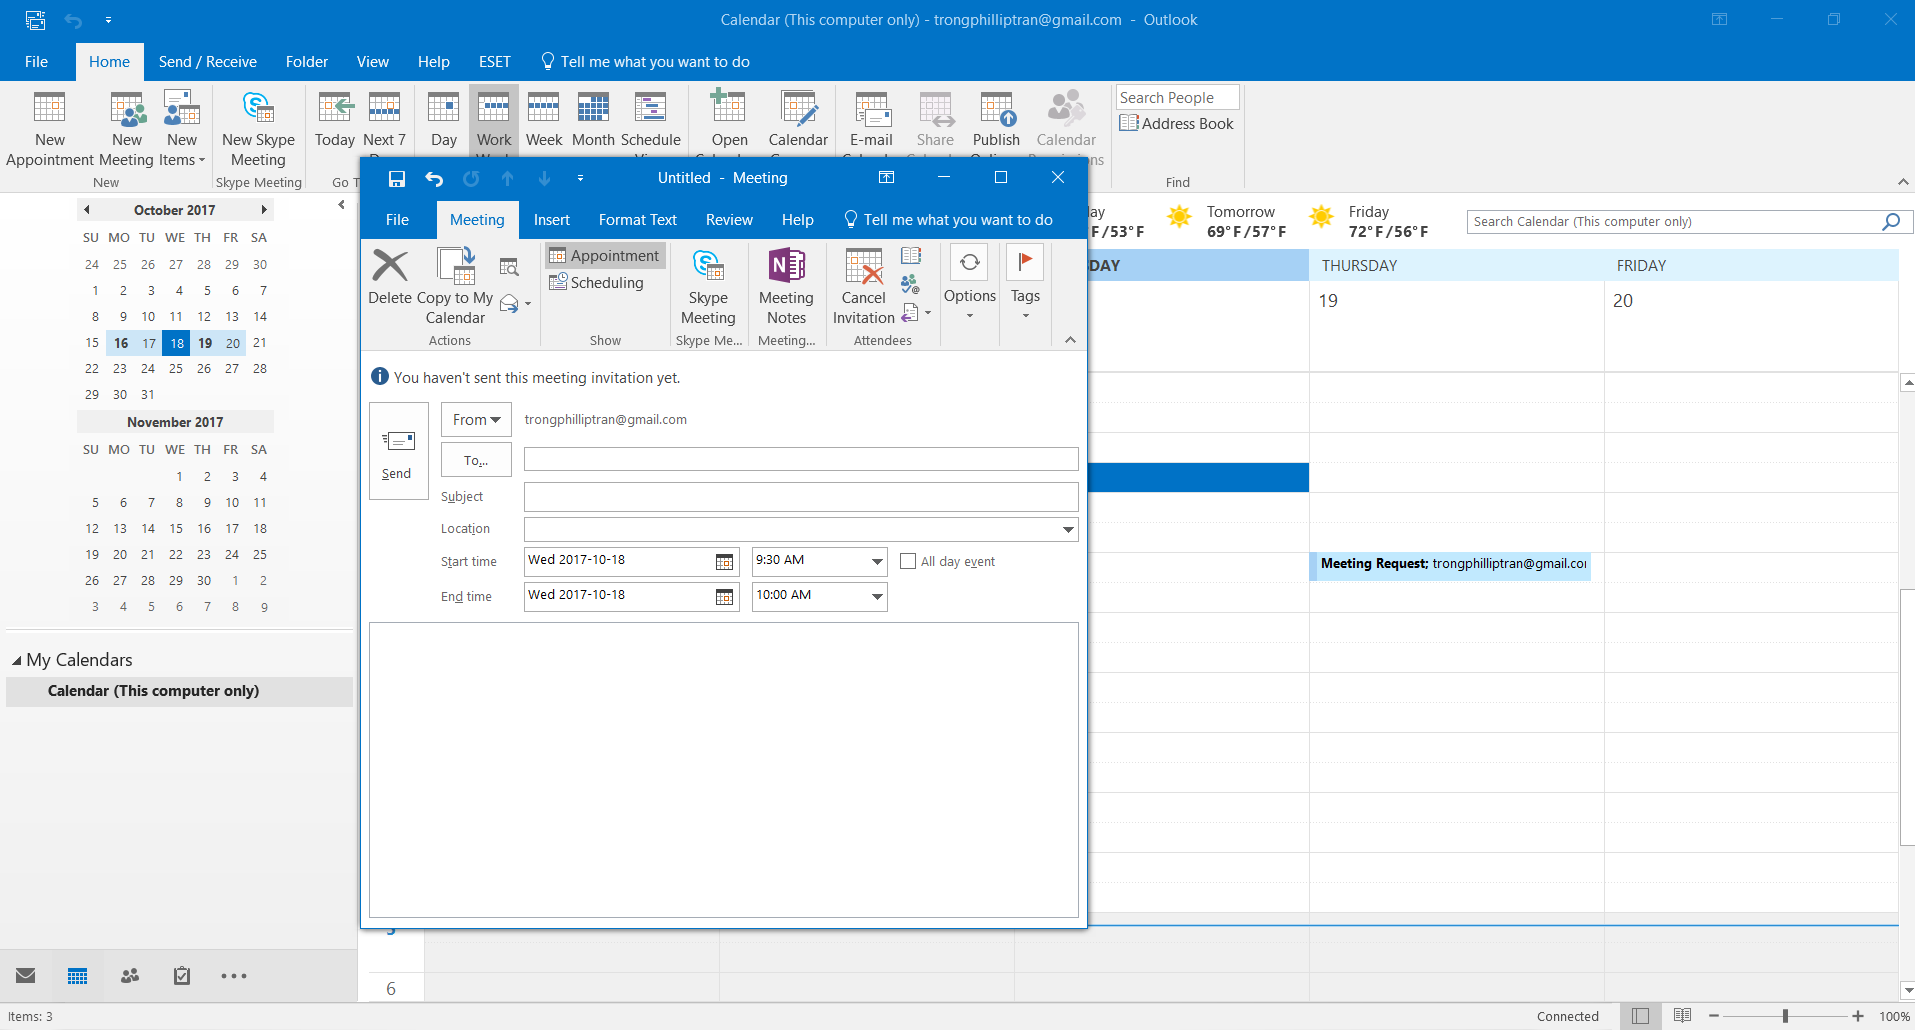 Calendar (This computer only) - trongphilliptran@gmail.com - Outlook
File Home Send / Receive Folder View Help ESET Tell me what you want to do
New Appointment
New Meeting
New Items
New Skype Meeting
Today
Next 7
Day
Work
Week
Month
Schedule
Open
Calendar
E-mail
Share
Publish
Calendar
Search People
Address Book
New
Skype Meeting
Find
October 2017
SU MO TU WE TH FR SA
24 25 26 27 28 29 30
1 2 3 4 5 6 7
8 9 10 11 12 13 14
15 16 17 18 19 20 21
22 23 24 25 26 27 28
29 30 31
November 2017
SU MO TU WE TH FR SA
1 2 3 4
5 6 7 8 9 10 11
12 13 14 15 16 17 18
19 20 21 22 23 24 25
26 27 28 29 30 1 2
3 4 5 6 7 8 9
My Calendars
Calendar (This computer only)
Untitled - Meeting
File Meeting Insert Format Text Review Help Tell me what you want to do
Delete
Copy to My Calendar
Appointment
Scheduling
Skype Meeting
Meeting Notes
Cancel Invitation
Options
Tags
Actions
Show
Skype Me...
Meeting...
Attendees
You haven't sent this meeting invitation yet.
Send
From trongphilliptran@gmail.com
To...
Subject
Location
Start time Wed 2017-10-18 9:30 AM All day event
End time Wed 2017-10-18 10:00 AM
Tomorrow
69°F/57°F
Friday
72°F/56°F
Search Calendar (This computer only)
THURSDAY FRIDAY
19 20
Meeting Request; trongphilliptran@gmail.co
6
Items: 3
Connected
100%